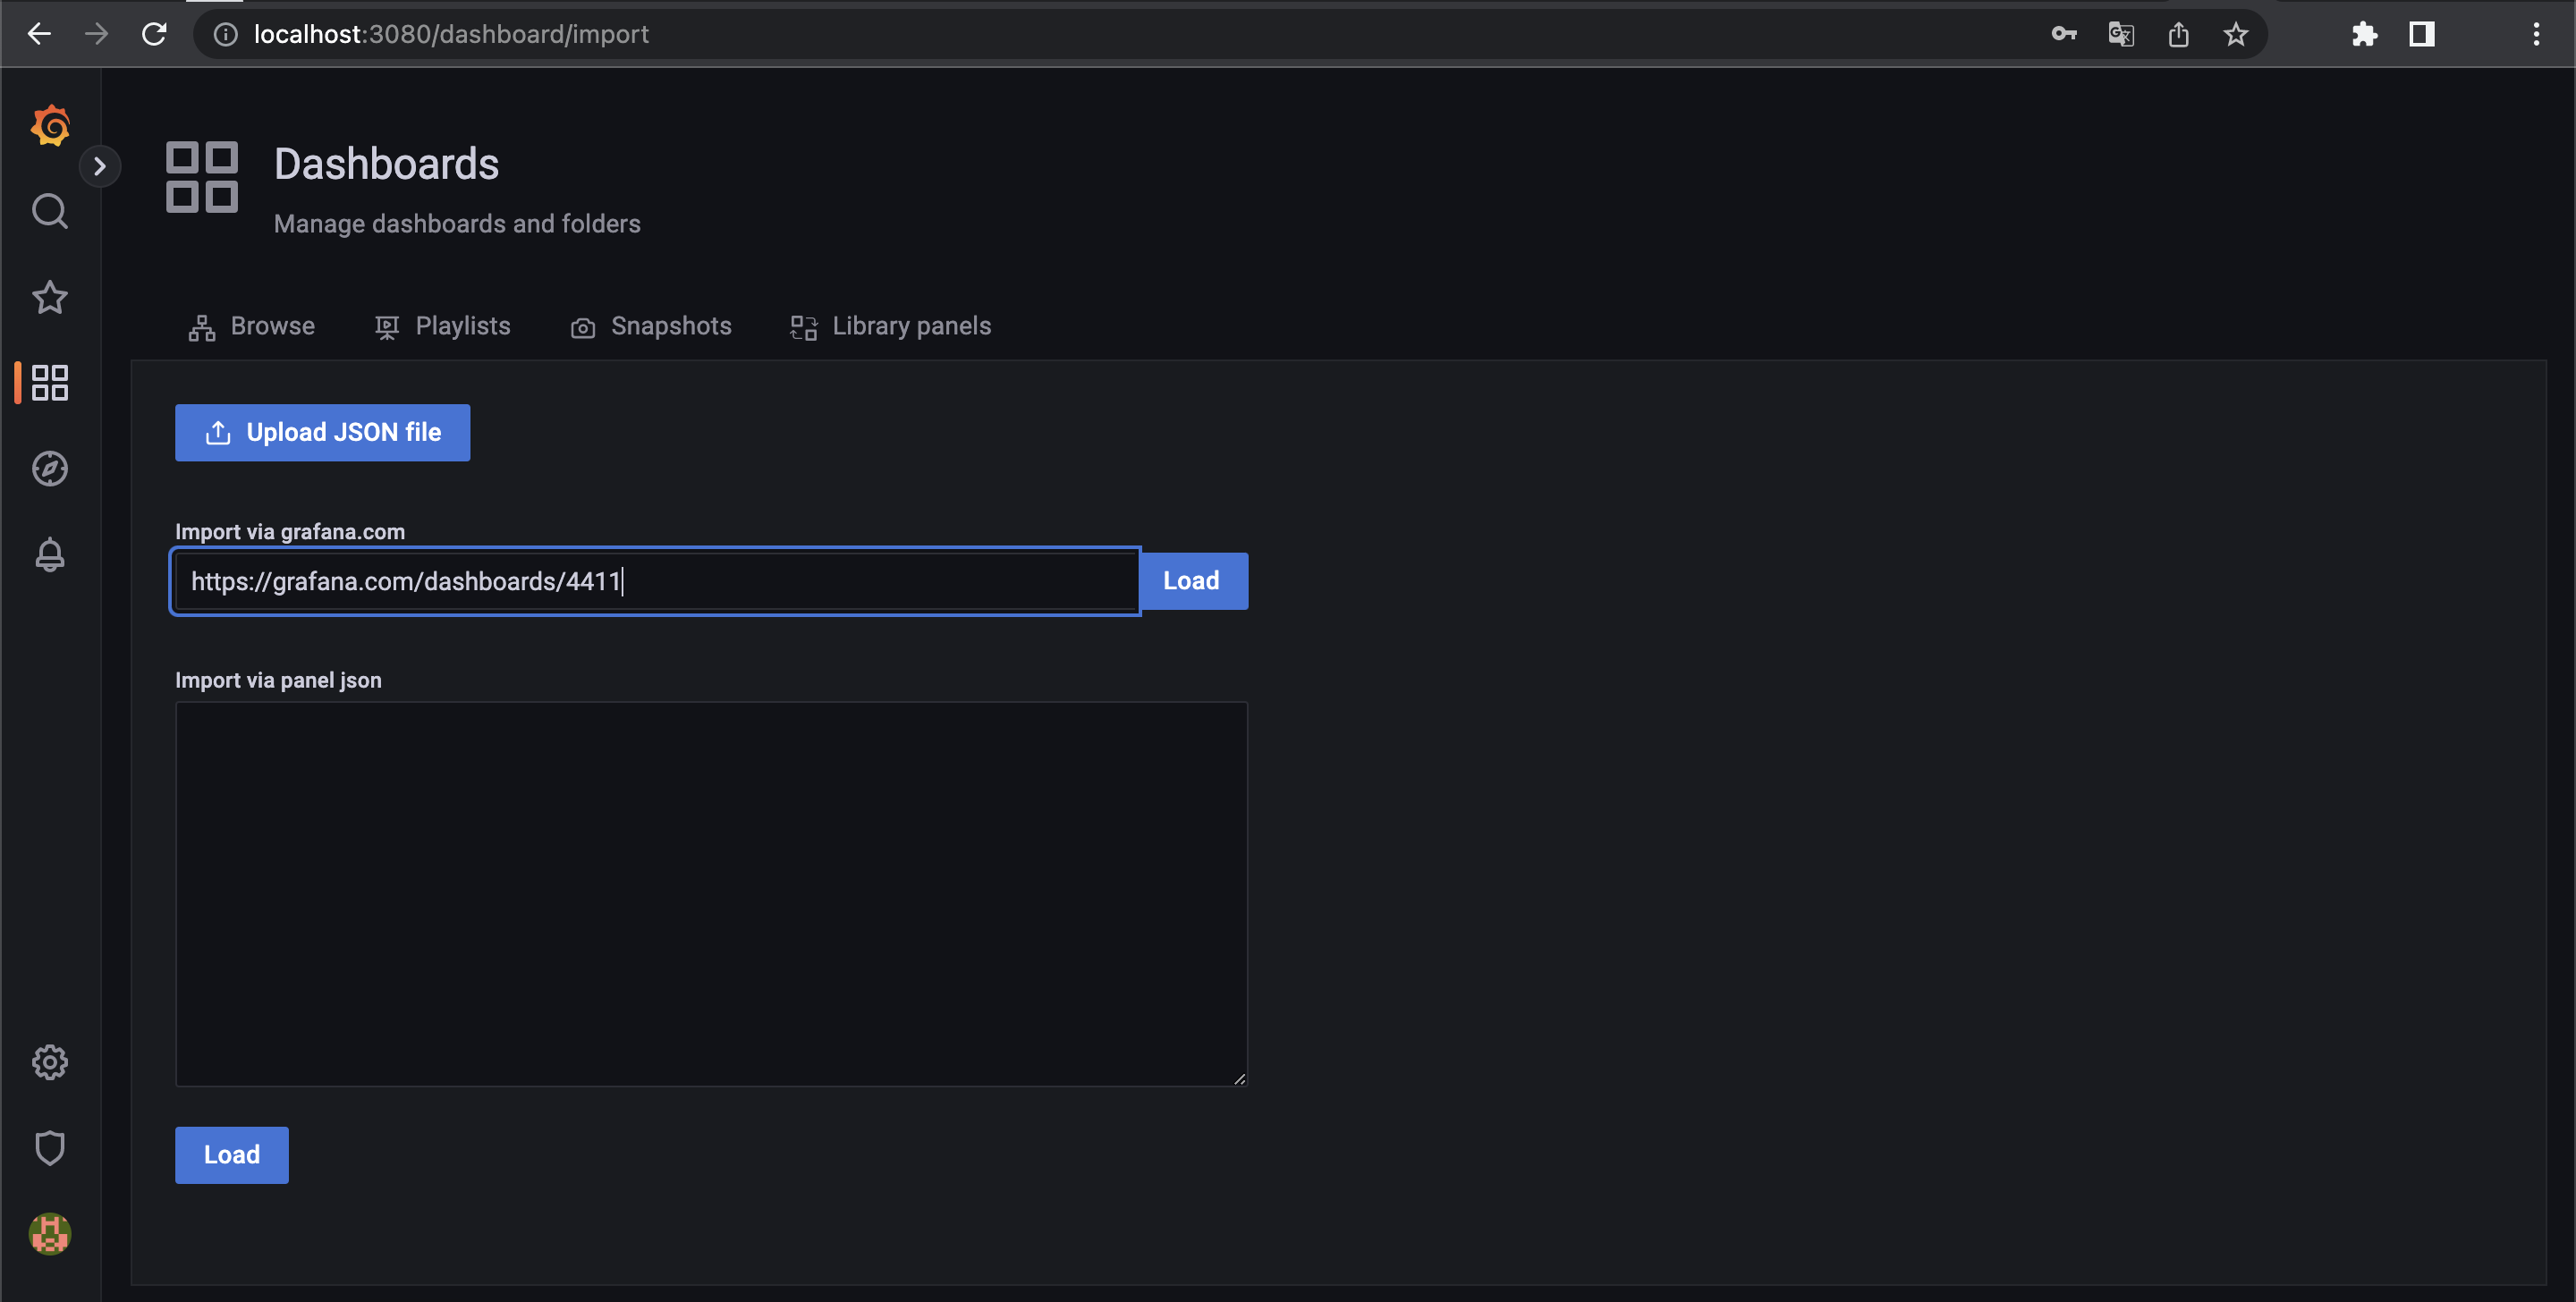 localhost:3080/dashboard/import
Dashboards
Manage dashboards and folders
Browse Playlists Snapshots Library panels
Upload JSON file
Import via grafana.com
https://grafana.com/dashboards/4411 Load
Import via panel json
Load